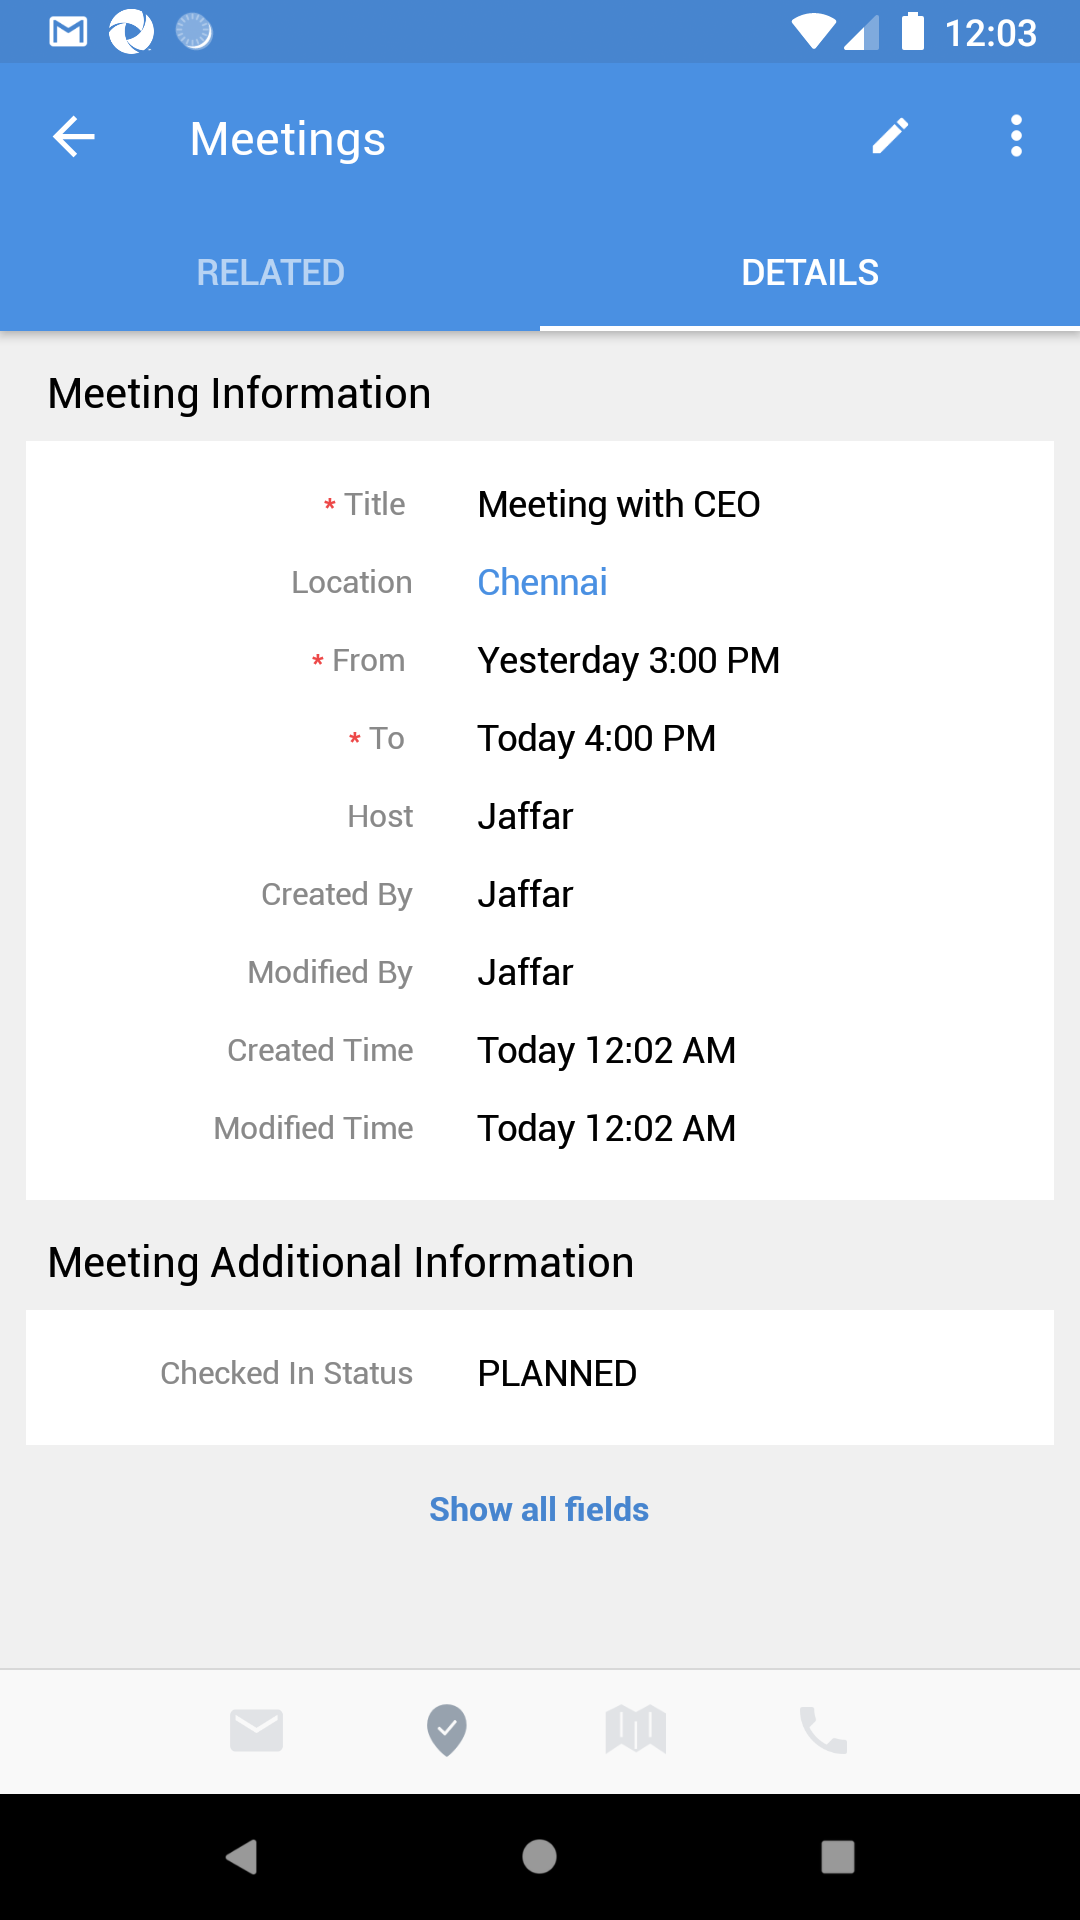 12:03
Meetings
RELATED DETAILS
Meeting Information
* Title Meeting with CEO
Location Chennai
* From Yesterday 3:00 PM
* To Today 4:00 PM
Host Jaffar
Created By Jaffar
Modified By Jaffar
Created Time Today 12:02 AM
Modified Time Today 12:02 AM
Meeting Additional Information
Checked In Status PLANNED
Show all fields